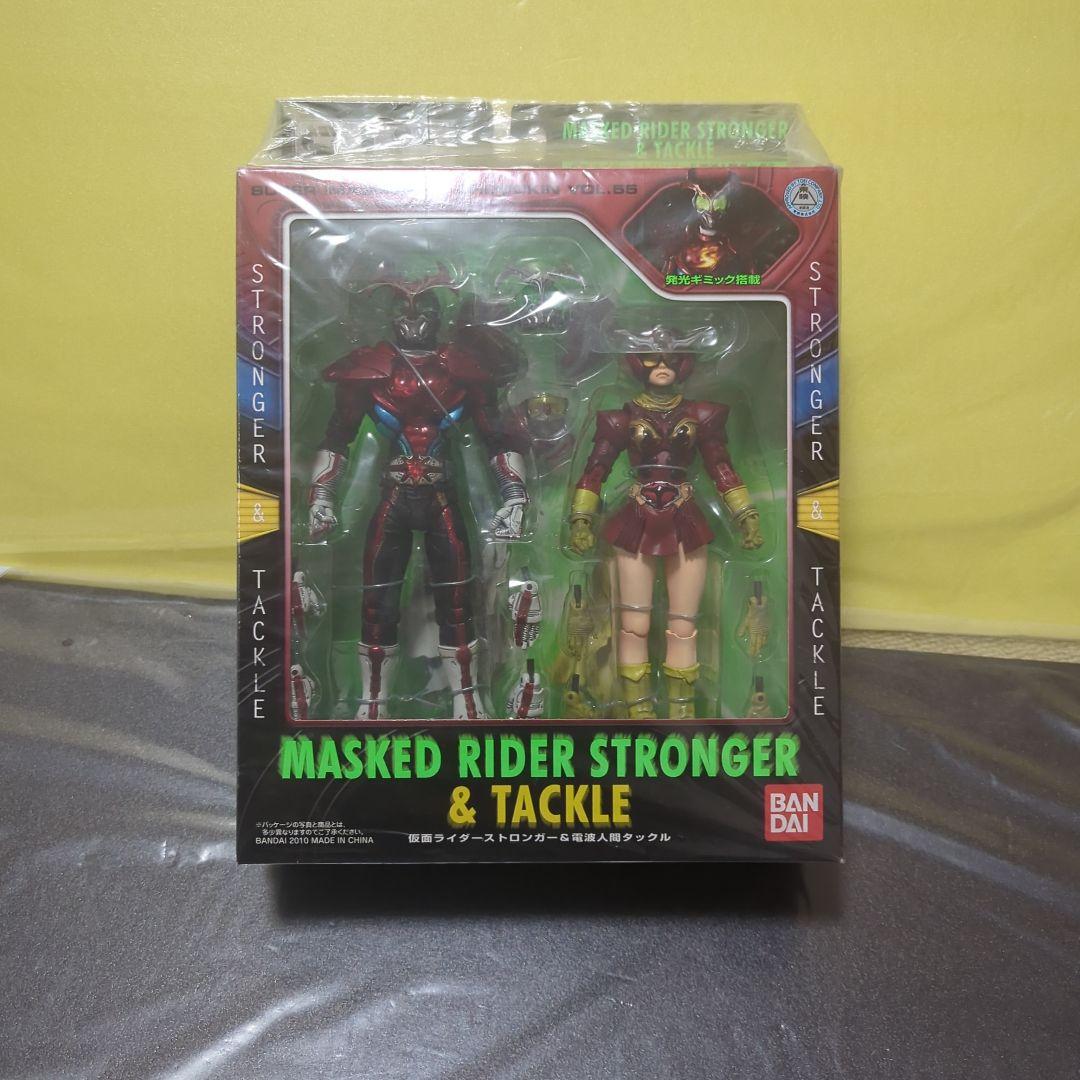 MASKED RIDER STRONGER
& TACKLE
VOL.55
発光ギミック搭載
STRONGER & TACKLE
STRONGER & TACKLE
MASKED RIDER STRONGER
& TACKLE
仮面ライダーストロンガー&電波人間タックル
※パッケージの写真と商品とは、
多少異なりますのでご了承ください。
BANDAI 2010 MADE IN CHINA
BAN
DAI